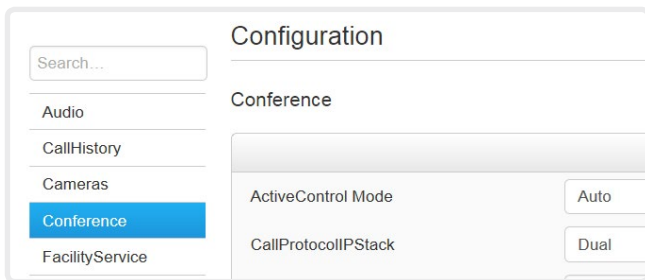 Configuration
Search...
Audio
CallHistory
Cameras
Conference
FacilityService
Conference
ActiveControl Mode
Auto
CallProtocolIPStack
Dual